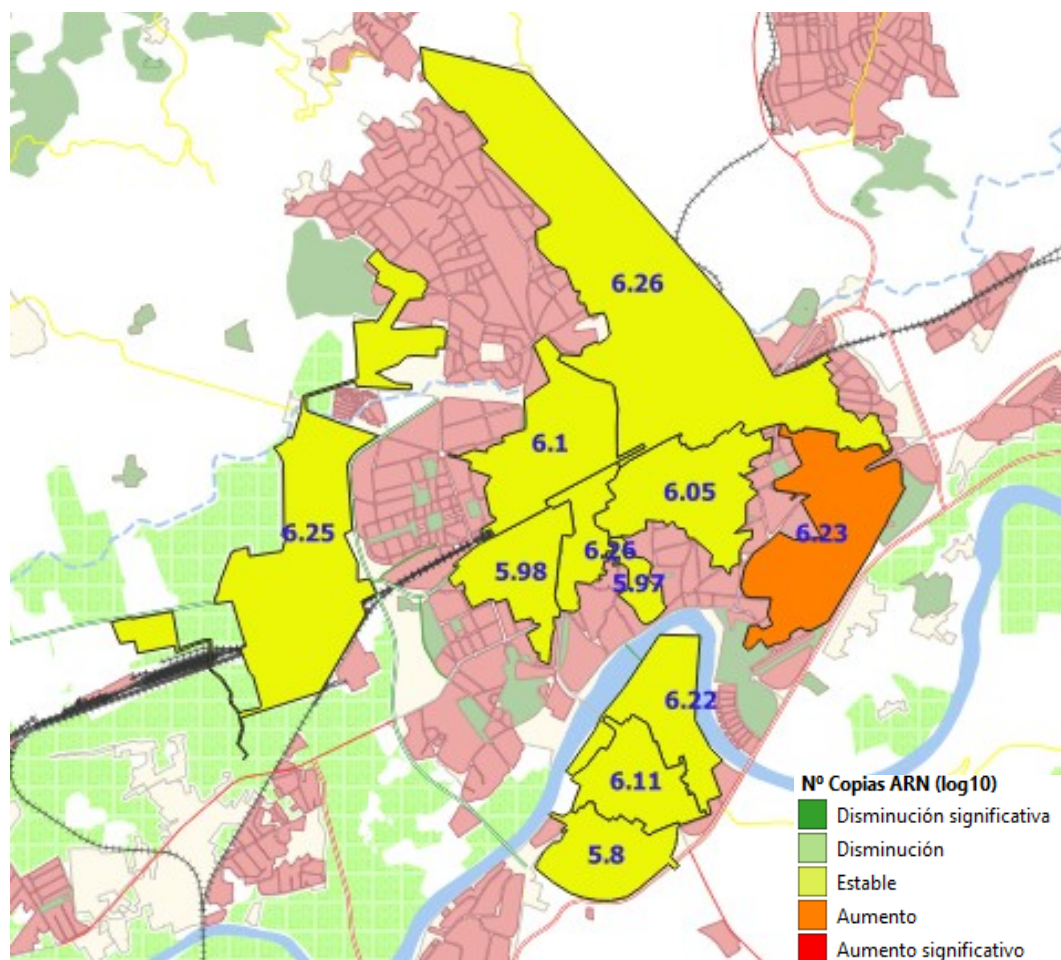 6.26
6.1
6.05
6.25
6.23
6.26
5.98
5.97
6.22
6.11
5.8
Nº Copias ARN (log10)
Disminución significativa
Disminución
Estable
Aumento
Aumento significativo